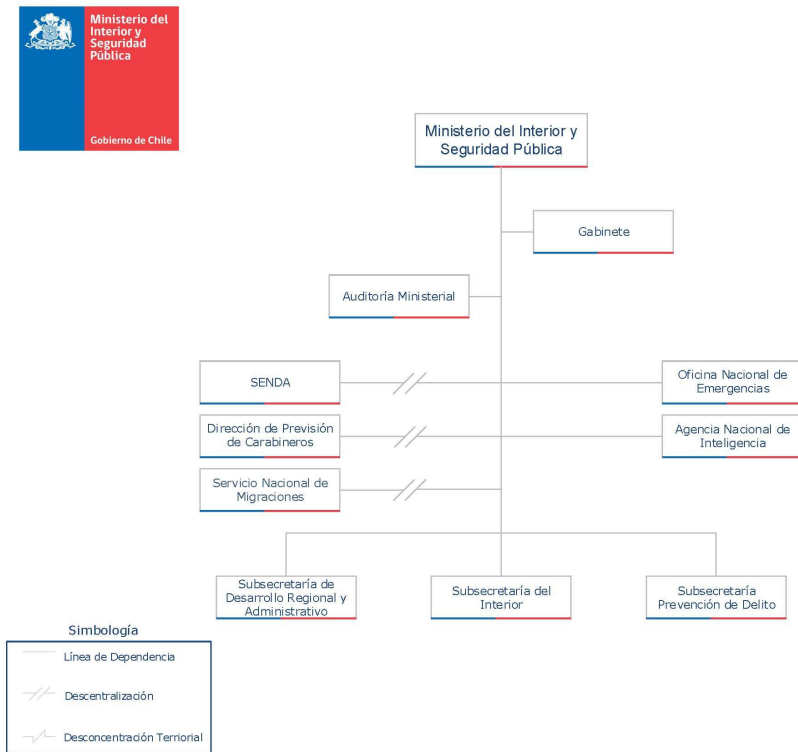 Ministerio del
Interior y
Seguridad
Pública
Gobierno de Chile
Ministerio del Interior y
Seguridad Pública
Gabinete
Auditoría Ministerial
SENDA
Oficina Nacional de
Emergencias
Dirección de Previsión
de Carabineros
Agencia Nacional de
Inteligencia
Servicio Nacional de
Migraciones
Subsecretaría de
Desarrollo Regional y
Administrativo
Subsecretaría del
Interior
Subsecretaría
Prevención de Delito
Simbología
Línea de Dependencia
Descentralización
Desconcentración Terriorial